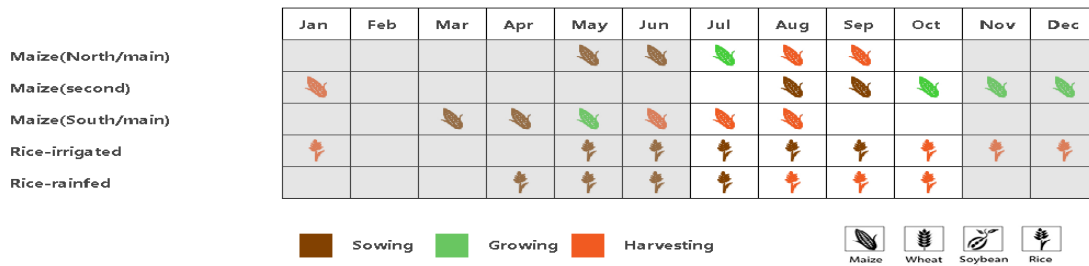 Jan Feb Mar Apr May Jun Jul Aug Sep Oct Nov Dec
Maize(North/main)
Maize(second)
Maize(South/main)
Rice-irrigated
Rice-rainfed
Sowing Growing Harvesting
Maize Wheat Soybean Rice